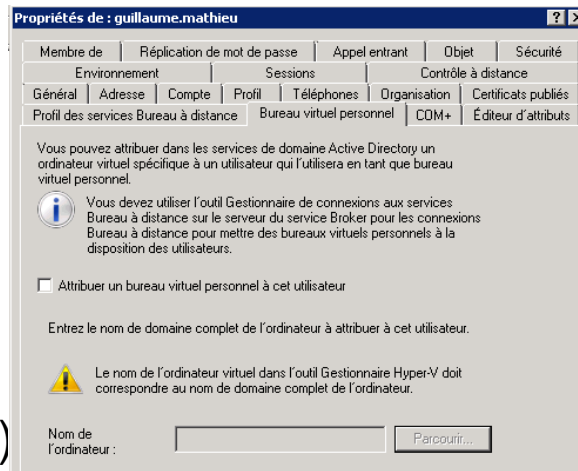 Propriétés de : guillaume.mathieu
Membre de Réplication de mot de passe Appel entrant Objet Sécurité
Environnement Sessions Contrôle à distance
Général Adresse Compte Profil Téléphones Organisation Certificats publiés
Profil des services Bureau à distance Bureau virtuel personnel COM+ Éditeur d'attributs
Vous pouvez attribuer dans les services de domaine Active Directory un
ordinateur virtuel spécifique à un utilisateur qui l'utilisera en tant que bureau
virtuel personnel.
Vous devez utiliser l'outil Gestionnaire de connexions aux services
Bureau à distance sur le serveur du service Broker pour les connexions
Bureau à distance pour mettre des bureaux virtuels personnels à la
disposition des utilisateurs.
Attribuer un bureau virtuel personnel à cet utilisateur
Entrez le nom de domaine complet de l'ordinateur à attribuer à cet utilisateur.
Le nom de l'ordinateur virtuel dans l'outil Gestionnaire Hyper-V doit
correspondre au nom de domaine complet de l'ordinateur.
)
Nom de
l'ordinateur :
Parcourir...